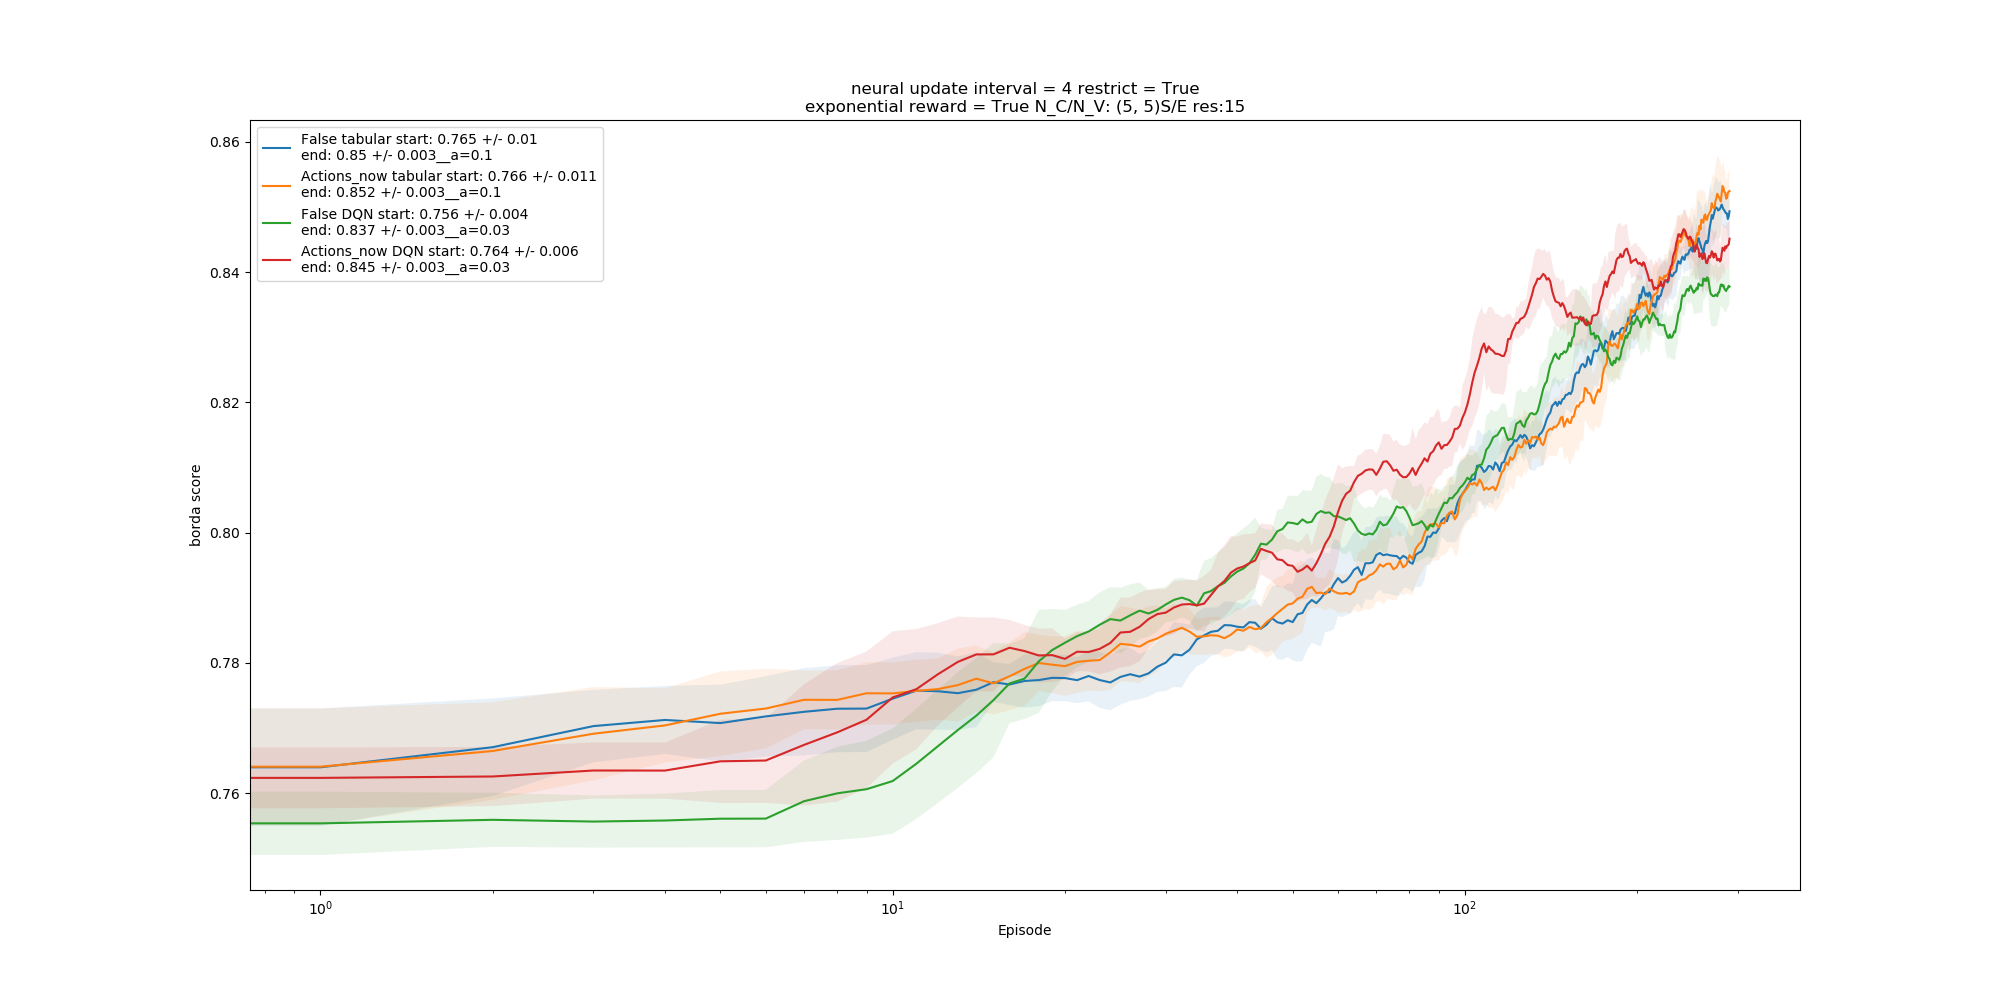 neural update interval = 4 restrict = True
exponential reward = True N_C/N_V: (5, 5)S/E res:15
False tabular start: 0.765 +/- 0.01
end: 0.85 +/- 0.003__a=0.1
Actions_now tabular start: 0.766 +/- 0.011
end: 0.852 +/- 0.003__a=0.1
False DQN start: 0.756 +/- 0.004
end: 0.837 +/- 0.003__a=0.03
Actions_now DQN start: 0.764 +/- 0.006
end: 0.845 +/- 0.003__a=0.03
0.86
0.84
0.82
0.80
0.78
0.76
borda score
10⁰ 10¹ 10²
Episode